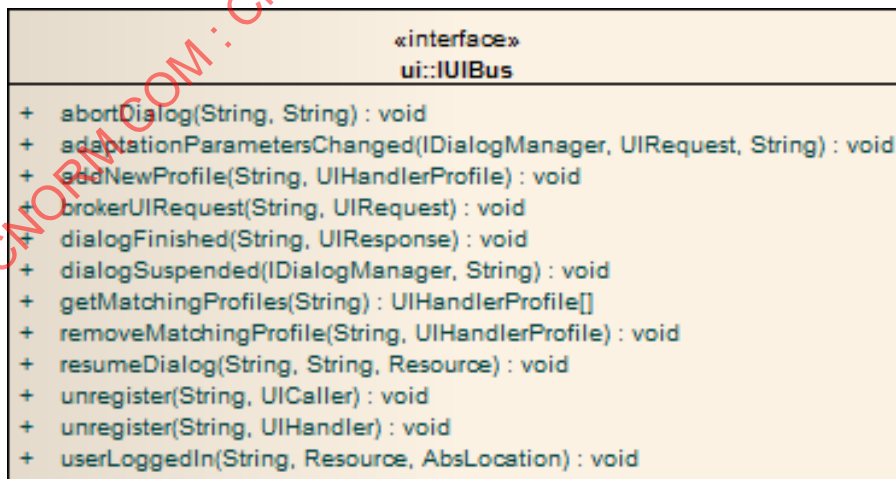 «interface»
ui::IUIBus
+ abortDialog(String, String) : void
+ adaptationParametersChanged(IDialogManager, UIRequest, String) : void
+ addNewProfile(String, UIHandlerProfile) : void
+ brokerUIRequest(String, UIRequest) : void
+ dialogFinished(String, UIResponse) : void
+ dialogSuspended(IDialogManager, String) : void
+ getMatchingProfiles(String) : UIHandlerProfile[]
+ removeMatchingProfile(String, UIHandlerProfile) : void
+ resumeDialog(String, String, Resource) : void
+ unregister(String, UICaller) : void
+ unregister(String, UIHandler) : void
+ userLoggedIn(String, Resource, AbsLocation) : void
CNORM.COM :